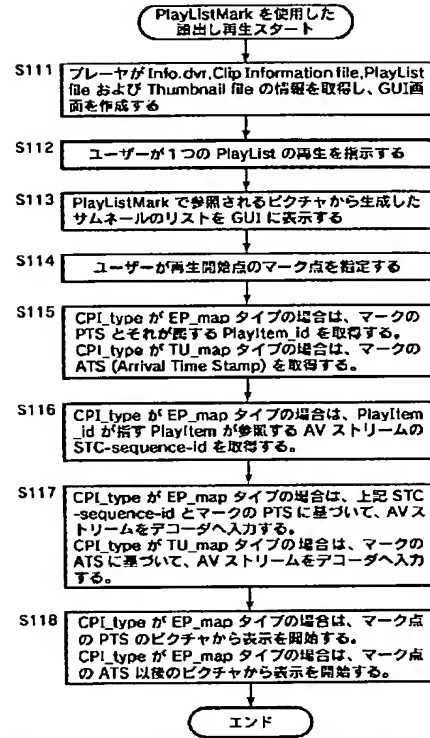 PlayListMark を使用した
頭出し再生スタート
S111
プレーヤが Info.dvr,Clip Information file,PlayList
file および Thumbnail file の情報を取得し、GUI画
面を作成する
S112
ユーザーが1つの PlayList の再生を指示する
S113
PlayListMark で参照されるピクチャから生成した
サムネールのリストを GUI に表示する
S114
ユーザーが再生開始点のマーク点を指定する
S115
CPI_type が EP_map タイプの場合は、マークの
PTS とそれが属する PlayItem_id を取得する。
CPI_type が TU_map タイプの場合は、マークの
ATS (Arrival Time Stamp) を取得する。
S116
CPI_type が EP_map タイプの場合は、PlayItem
_id が指す PlayItem が参照する AV ストリームの
STC-sequence-id を取得する。
S117
CPI_type が EP_map タイプの場合は、上記 STC
-sequence-id とマークの PTS に基づいて、AVス
トリームをデコーダへ入力する。
CPI_type が TU_map タイプの場合は、マークの
ATS に基づいて、AV ストリームをデコーダへ入力
する。
S118
CPI_type が EP_map タイプの場合は、マーク点
の PTS のピクチャから表示を開始する。
CPI_type が EP_map タイプの場合は、マーク点
の ATS 以後のピクチャから表示を開始する。
エンド